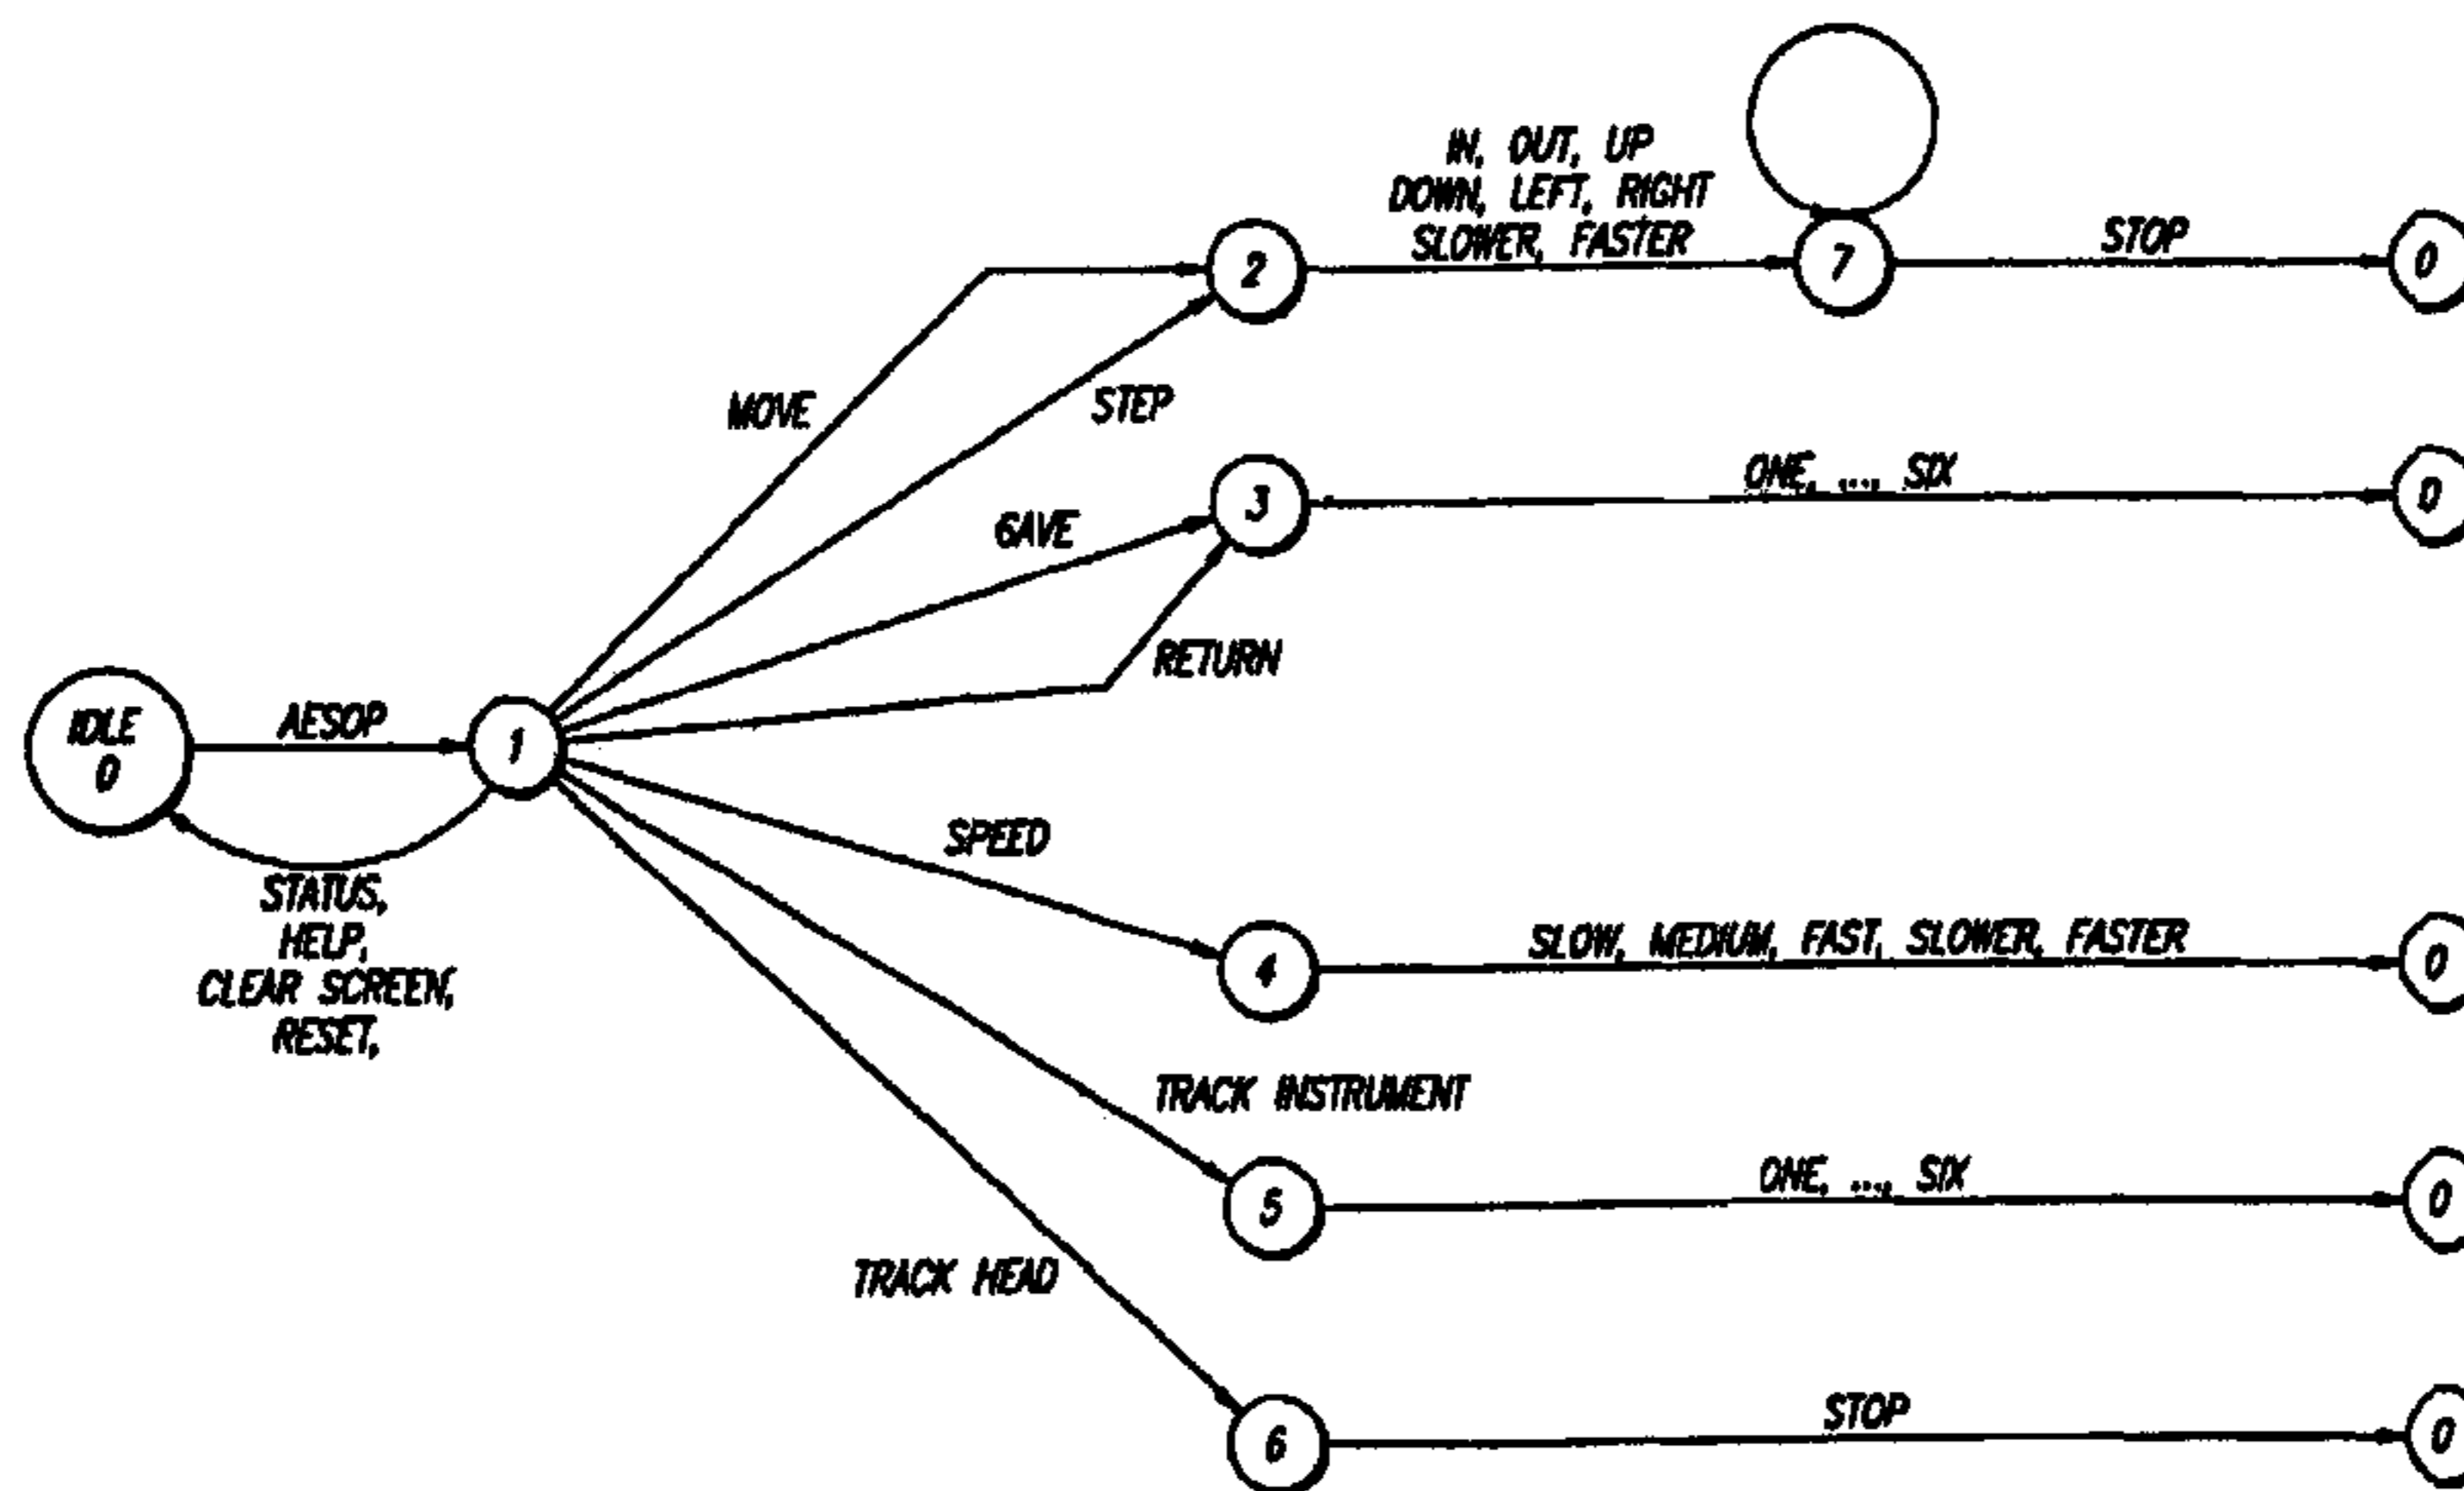 IN, OUT, UP
DOWN, LEFT, RIGHT
SLOWER, FASTER
2
7
STOP
0
MOVE
STEP
3
ONE, ..., SIX
0
SAVE
RETURN
IDLE
0
AESOP
1
STATUS,
HELP,
CLEAR SCREEN,
RESET,
SPEED
4
SLOW, MEDIUM, FAST, SLOWER, FASTER
0
TRACK INSTRUMENT
5
ONE, ..., SIX
0
TRACK HEAD
6
STOP
0